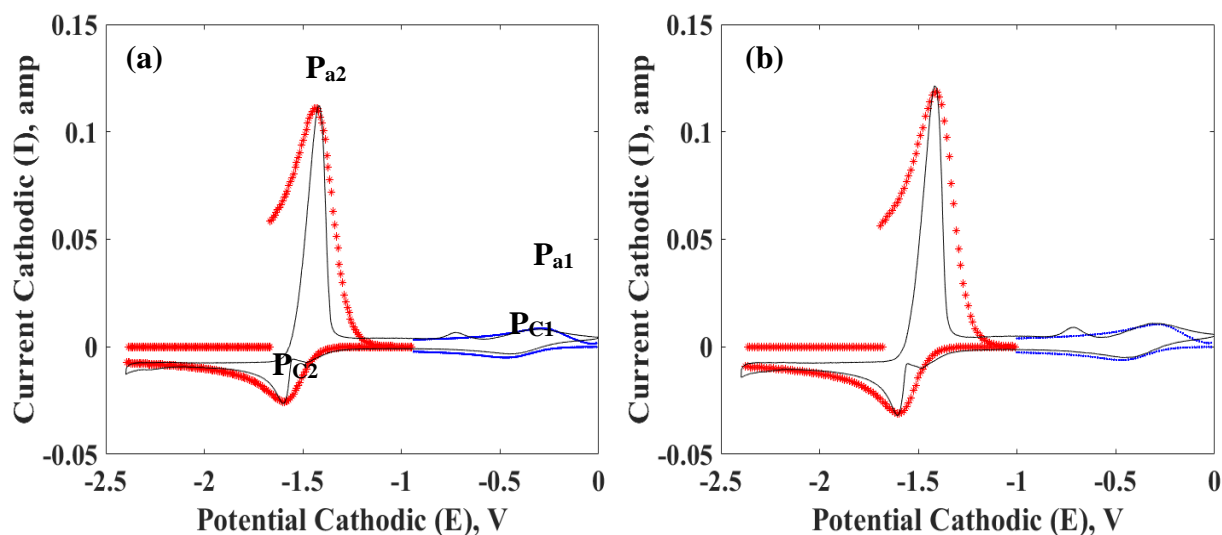 Current Cathodic (I), amp
0.15
0.1
0.05
0
-0.05
(a)
Pa2
Pa1
PC1
PC2
-2.5 -2 -1.5 -1 -0.5 0
Potential Cathodic (E), V
Current Cathodic (I), amp
0.15
0.1
0.05
0
-0.05
(b)
-2.5 -2 -1.5 -1 -0.5 0
Potential Cathodic (E), V